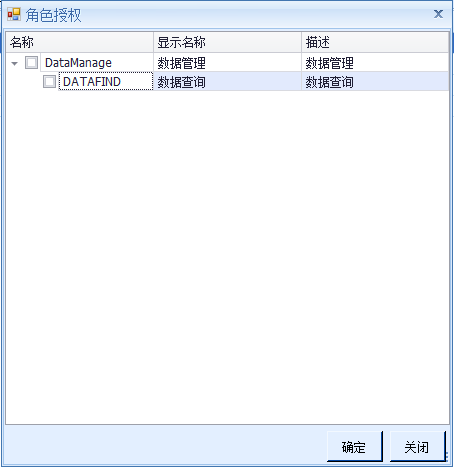 角色授权
名称 显示名称 描述
DataManage 数据管理 数据管理
DATAFIND 数据查询 数据查询
确定 关闭